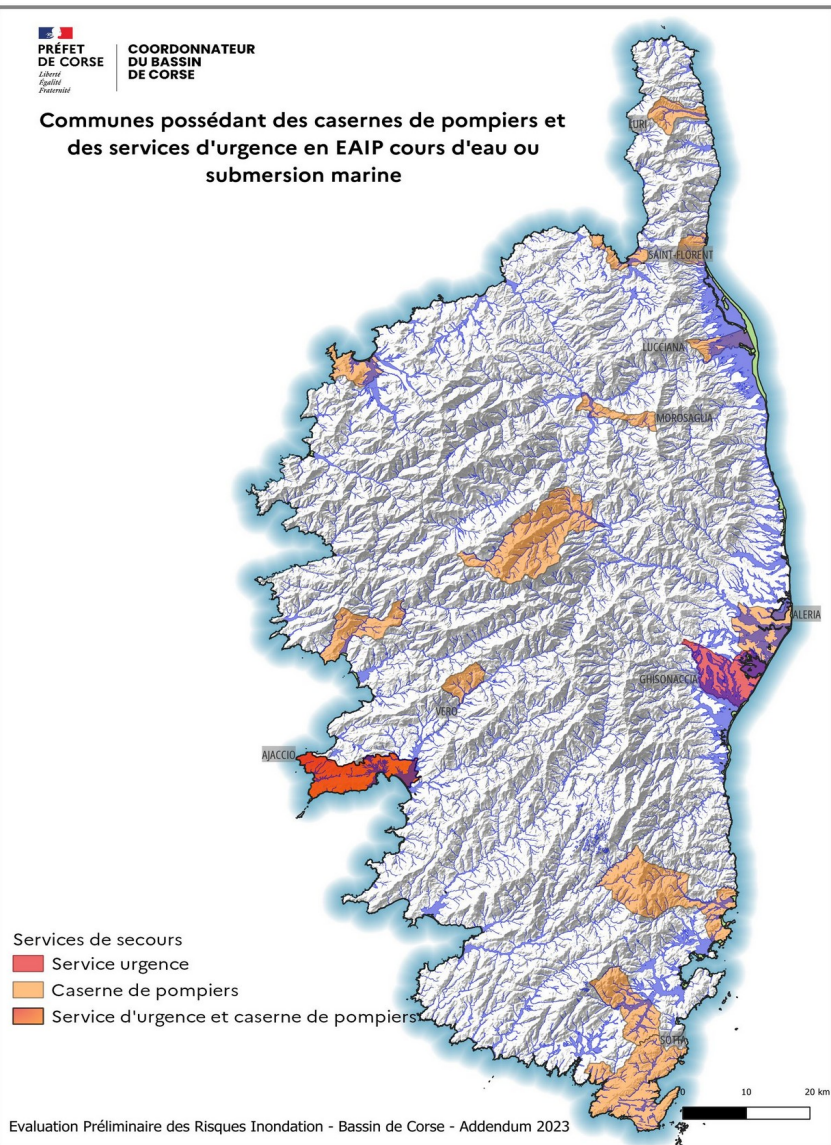 PRÉFET
DE CORSE
Liberté
Égalité
Fraternité
COORDONNATEUR
DU BASSIN
DE CORSE
Communes possédant des casernes de pompiers et
des services d'urgence en EAIP cours d'eau ou
submersion marine
LURI
SAINT-FLORENT
LUCCIANA
MOROSAGLIA
ALERIA
GHISONACCIA
VERO
AJACCIO
SOTTA
Services de secours
Service urgence
Caserne de pompiers
Service d'urgence et caserne de pompiers
0 10 20 km
Evaluation Préliminaire des Risques Inondation - Bassin de Corse - Addendum 2023